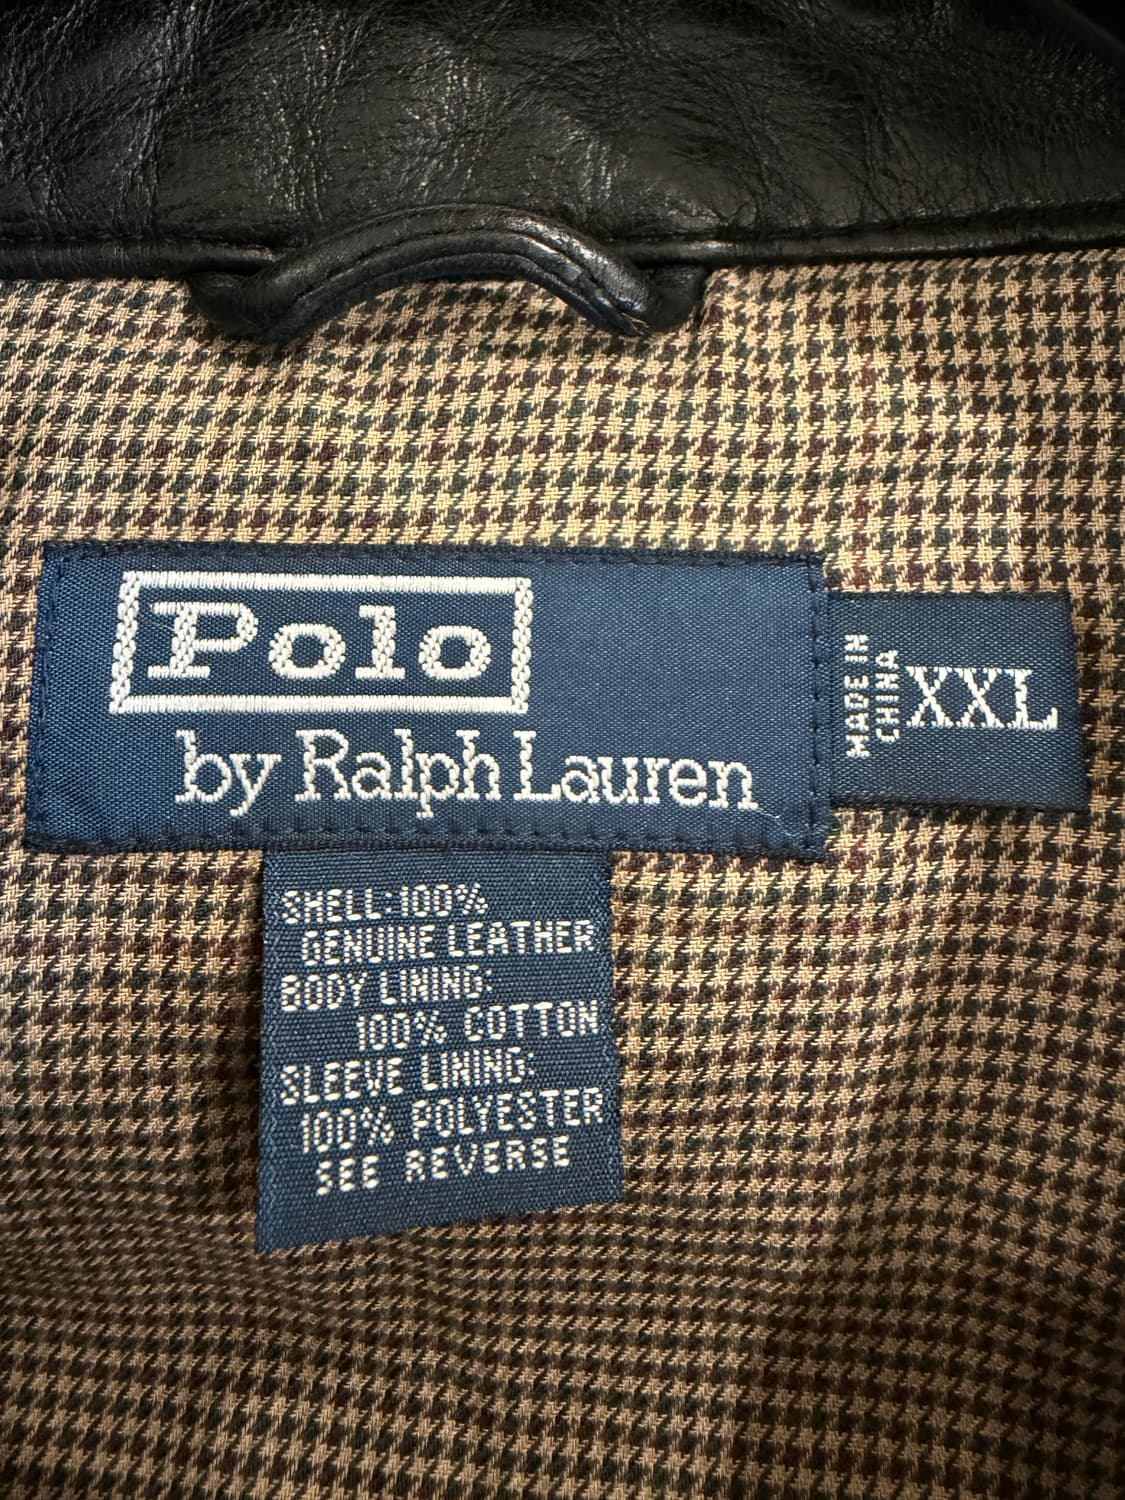 Polo
by Ralph Lauren
MADE IN
CHINA
XXL
SHELL:100%
GENUINE LEATHER
BODY LINING:
100% COTTON
SLEEVE LINING:
100% POLYESTER
SEE REVERSE